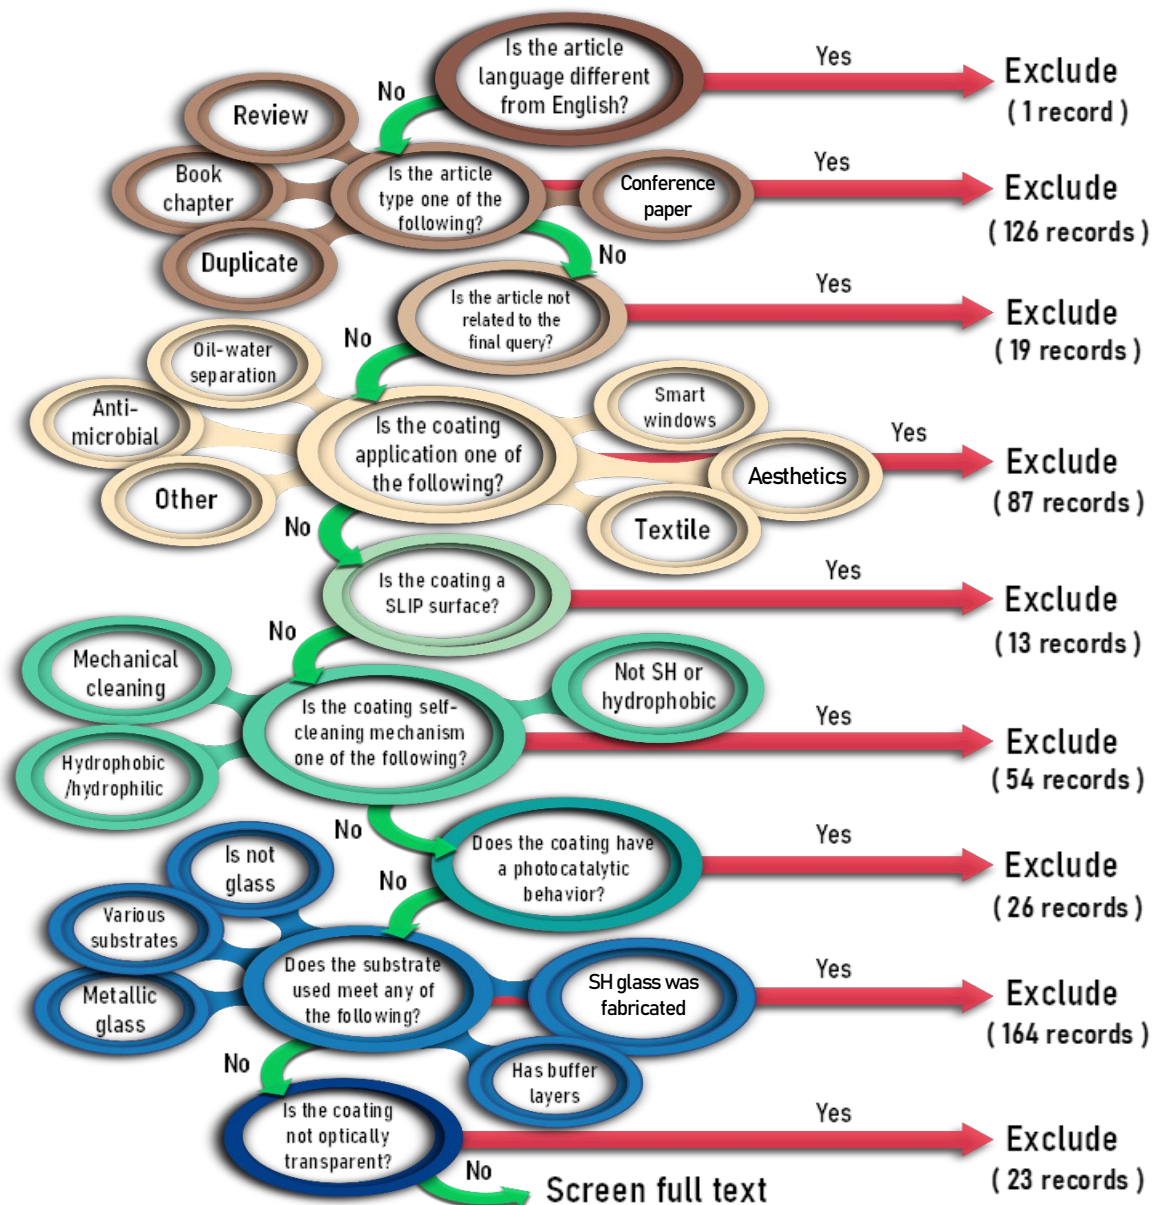 Is the article
language different
from English?
Yes
Exclude
( 1 record )
No
Review
Book
chapter
Duplicate
Is the article
type one of the
following?
Conference
paper
Yes
Exclude
( 126 records )
No
Is the article not
related to the
final query?
Yes
Exclude
( 19 records )
No
Oil-water
separation
Anti-
microbial
Other
Is the coating
application one of
the following?
Smart
windows
Aesthetics
Textile
Yes
Exclude
( 87 records )
No
Is the coating a
SLIP surface?
Yes
Exclude
( 13 records )
No
Mechanical
cleaning
Hydrophobic
/hydrophilic
Is the coating self-
cleaning mechanism
one of the following?
Not SH or
hydrophobic
Yes
Exclude
( 54 records )
No
Does the coating have
a photocatalytic
behavior?
Yes
Exclude
( 26 records )
No
Is not
glass
Various
substrates
Metallic
glass
Does the substrate
used meet any of
the following?
SH glass was
fabricated
Has buffer
layers
Yes
Exclude
( 164 records )
No
Is the coating
not optically
transparent?
Yes
Exclude
( 23 records )
No
Screen full text